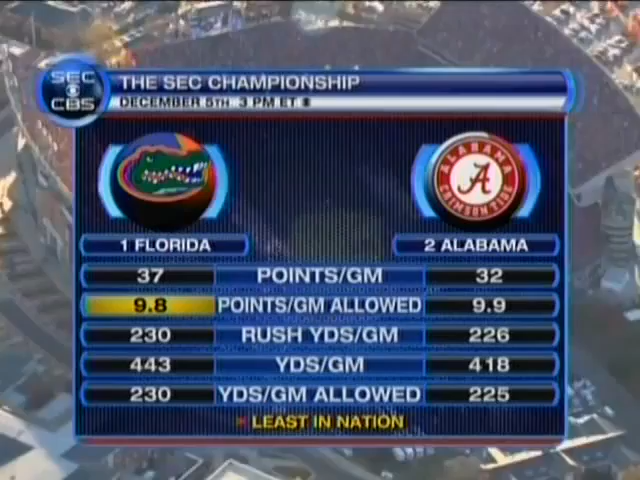 SEC
CBS
THE SEC CHAMPIONSHIP
DECEMBER 5TH 3 PM ET
ALABAMA
A
CRIMSON TIDE
1 FLORIDA
2 ALABAMA
37 POINTS/GM 32
9.8 POINTS/GM ALLOWED 9.9
230 RUSH YDS/GM 226
443 YDS/GM 418
230 YDS/GM ALLOWED 225
LEAST IN NATION